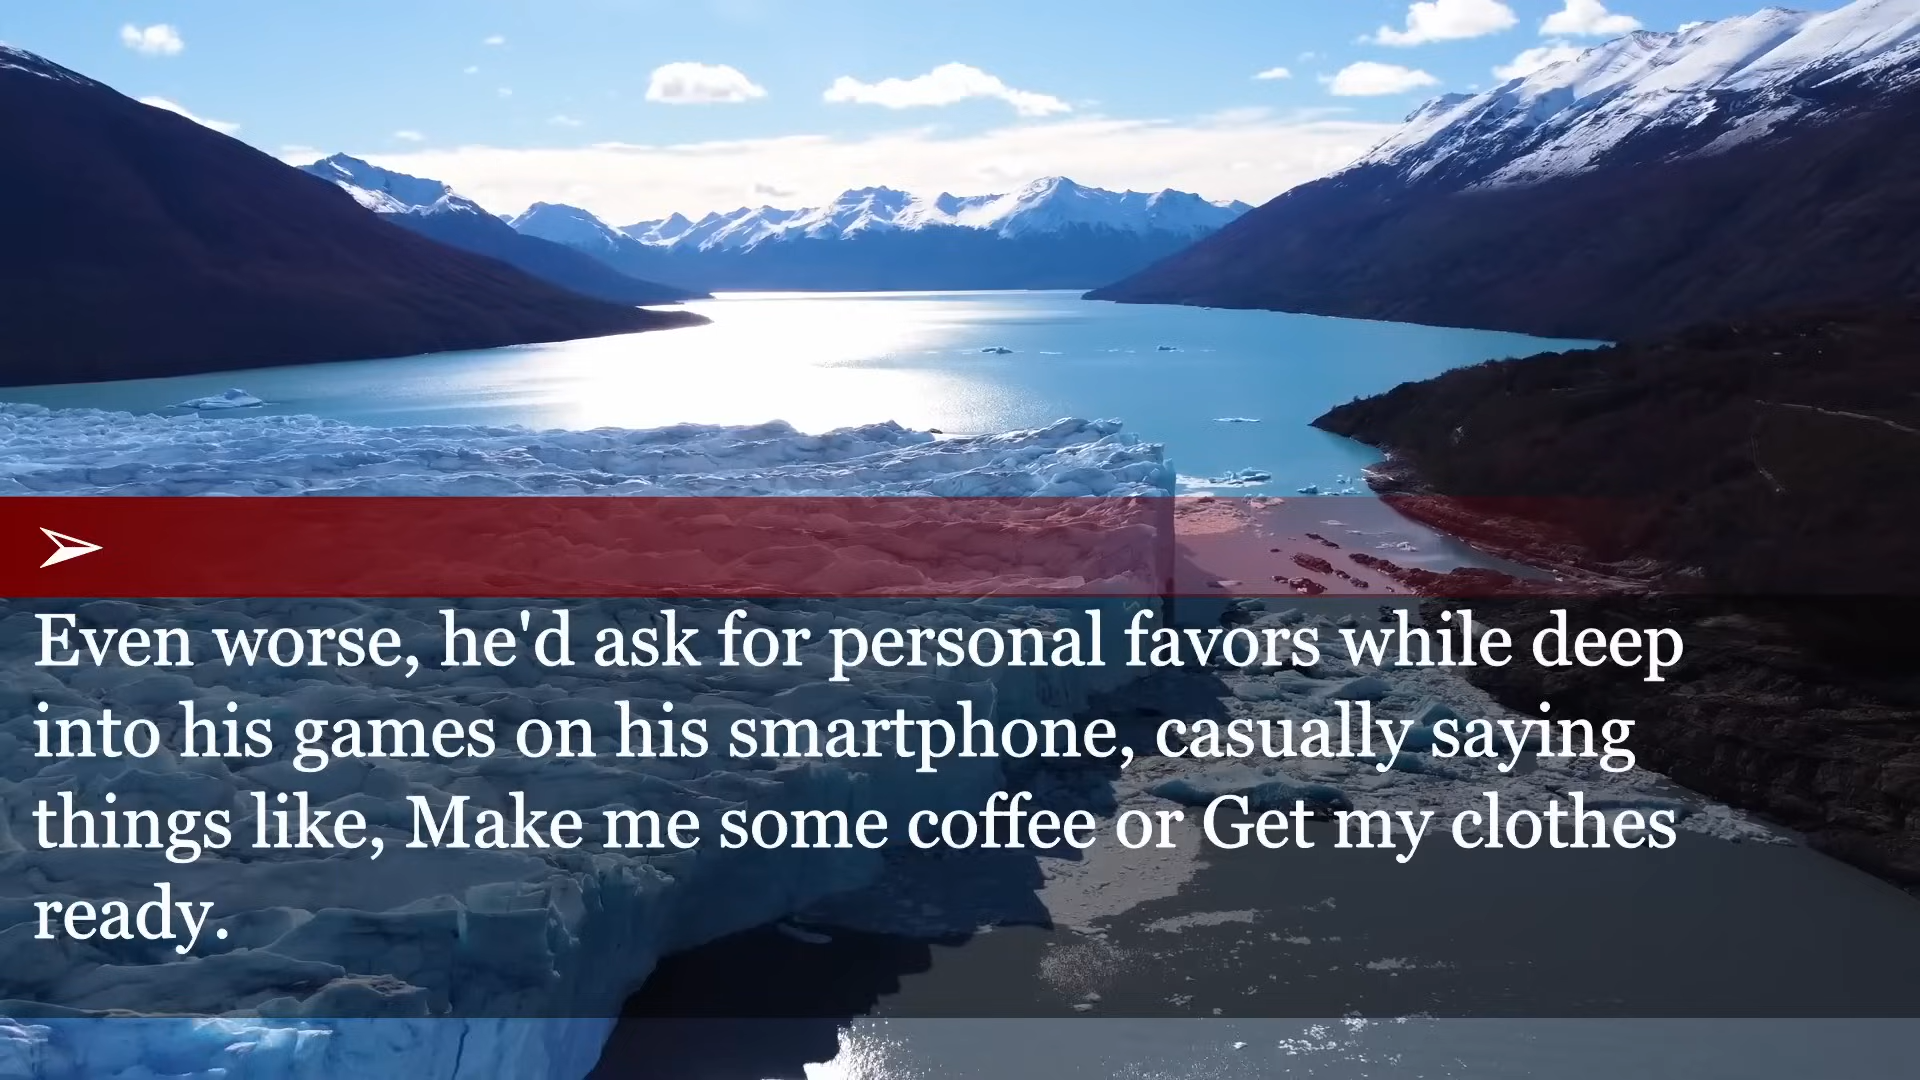 Even worse, he'd ask for personal favors while deep
into his games on his smartphone, casually saying
things like, Make me some coffee or Get my clothes
ready.